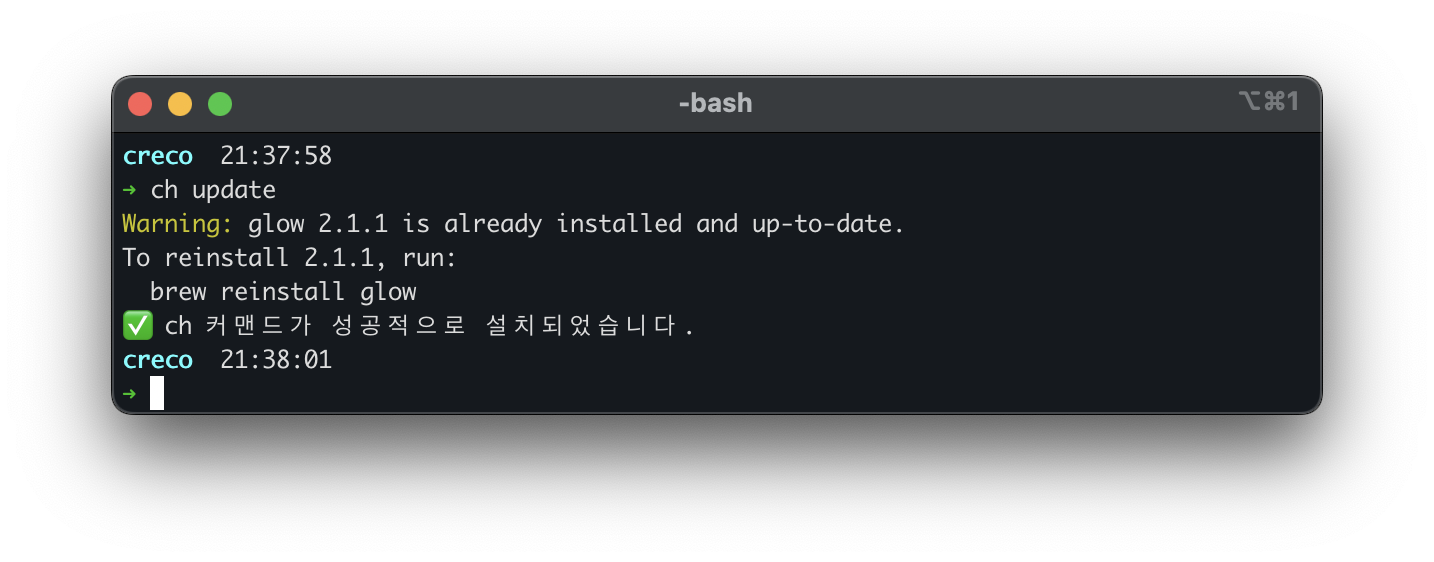 -bash
⌥⌘1
creco  21:37:58
➜ ch update
Warning: glow 2.1.1 is already installed and up-to-date.
To reinstall 2.1.1, run:
  brew reinstall glow
✅ ch 커맨드가 성공적으로 설치되었습니다.
creco  21:38:01
➜